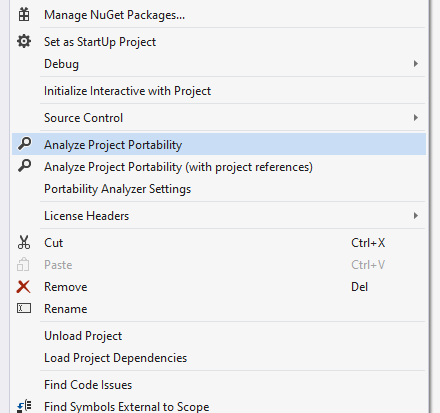 Manage NuGet Packages...
Set as StartUp Project
Debug
Initialize Interactive with Project
Source Control
Analyze Project Portability
Analyze Project Portability (with project references)
Portability Analyzer Settings
License Headers
Cut Ctrl+X
Paste Ctrl+V
Remove Del
Rename
Unload Project
Load Project Dependencies
Find Code Issues
Find Symbols External to Scope